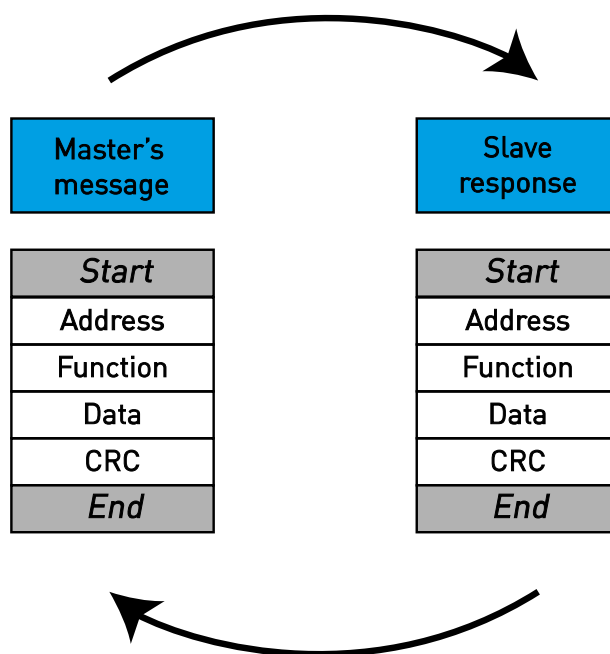 Master's
message
Start
Address
Function
Data
CRC
End
Slave
response
Start
Address
Function
Data
CRC
End